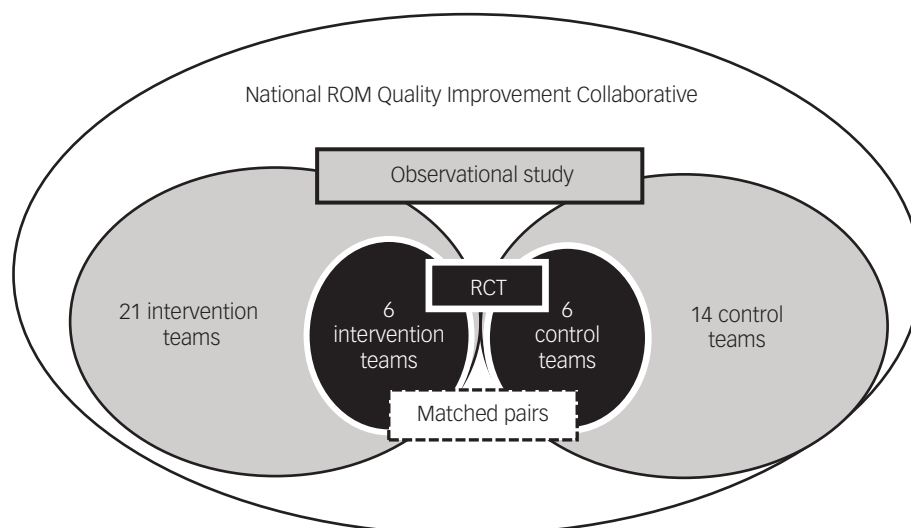 National ROM Quality Improvement Collaborative
Observational study
RCT
21 intervention
teams
6
intervention
teams
6
control
teams
14 control
teams
Matched pairs